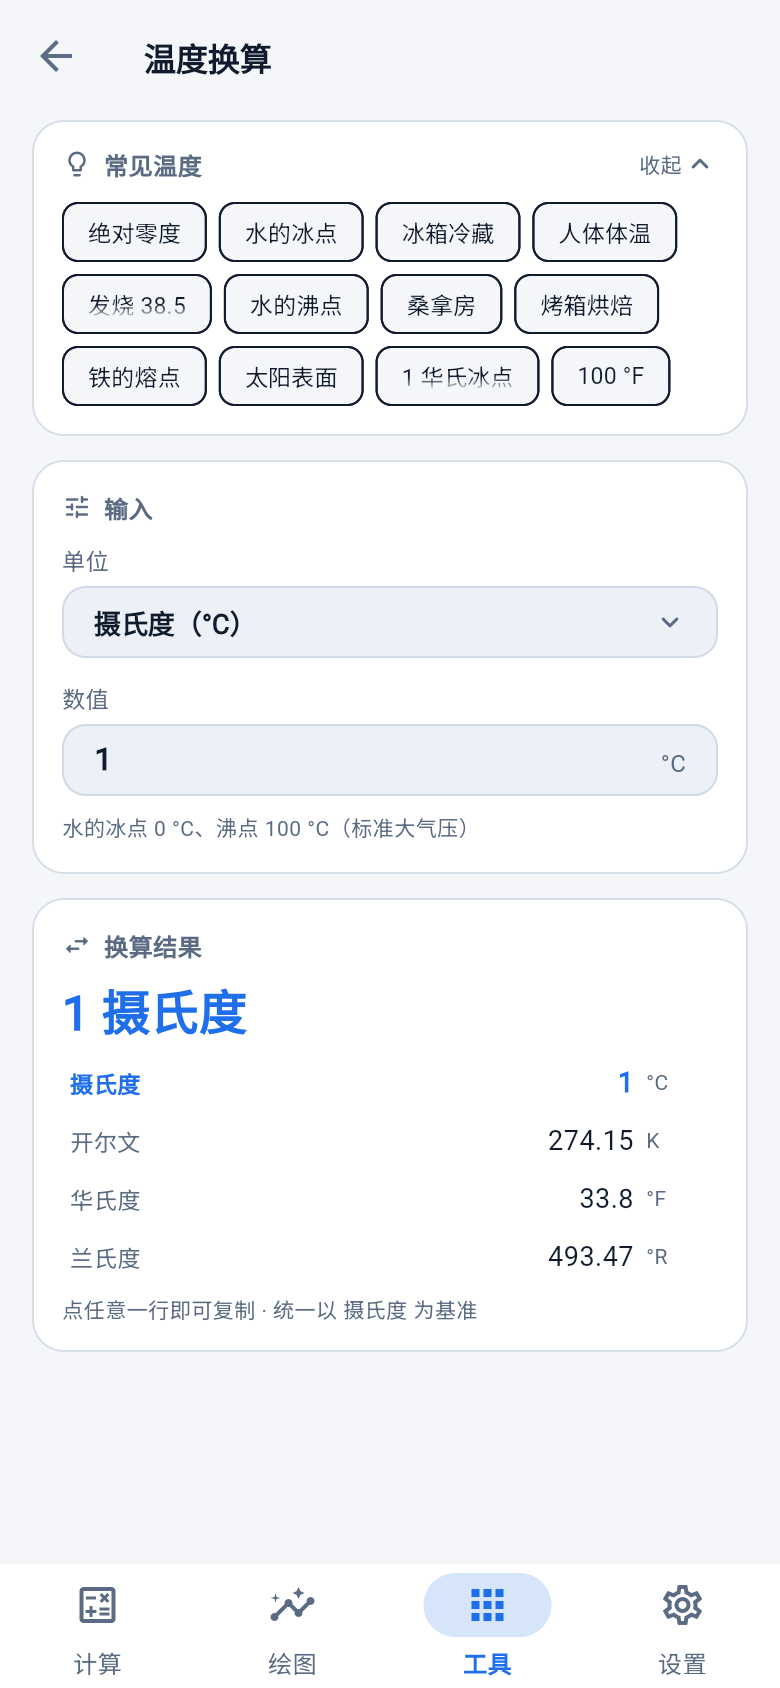 温度换算
常见温度 收起
绝对零度 水的冰点 冰箱冷藏 人体体温
发烧 38.5 水的沸点 桑拿房 烤箱烘焙
铁的熔点 太阳表面 1 华氏冰点 100 °F
输入
单位
摄氏度（°C）
数值
1 °C
水的冰点 0 °C、沸点 100 °C（标准大气压）
换算结果
1 摄氏度
摄氏度 1 °C
开尔文 274.15 K
华氏度 33.8 °F
兰氏度 493.47 °R
点任意一行即可复制 · 统一以 摄氏度 为基准
计算 绘图 工具 设置